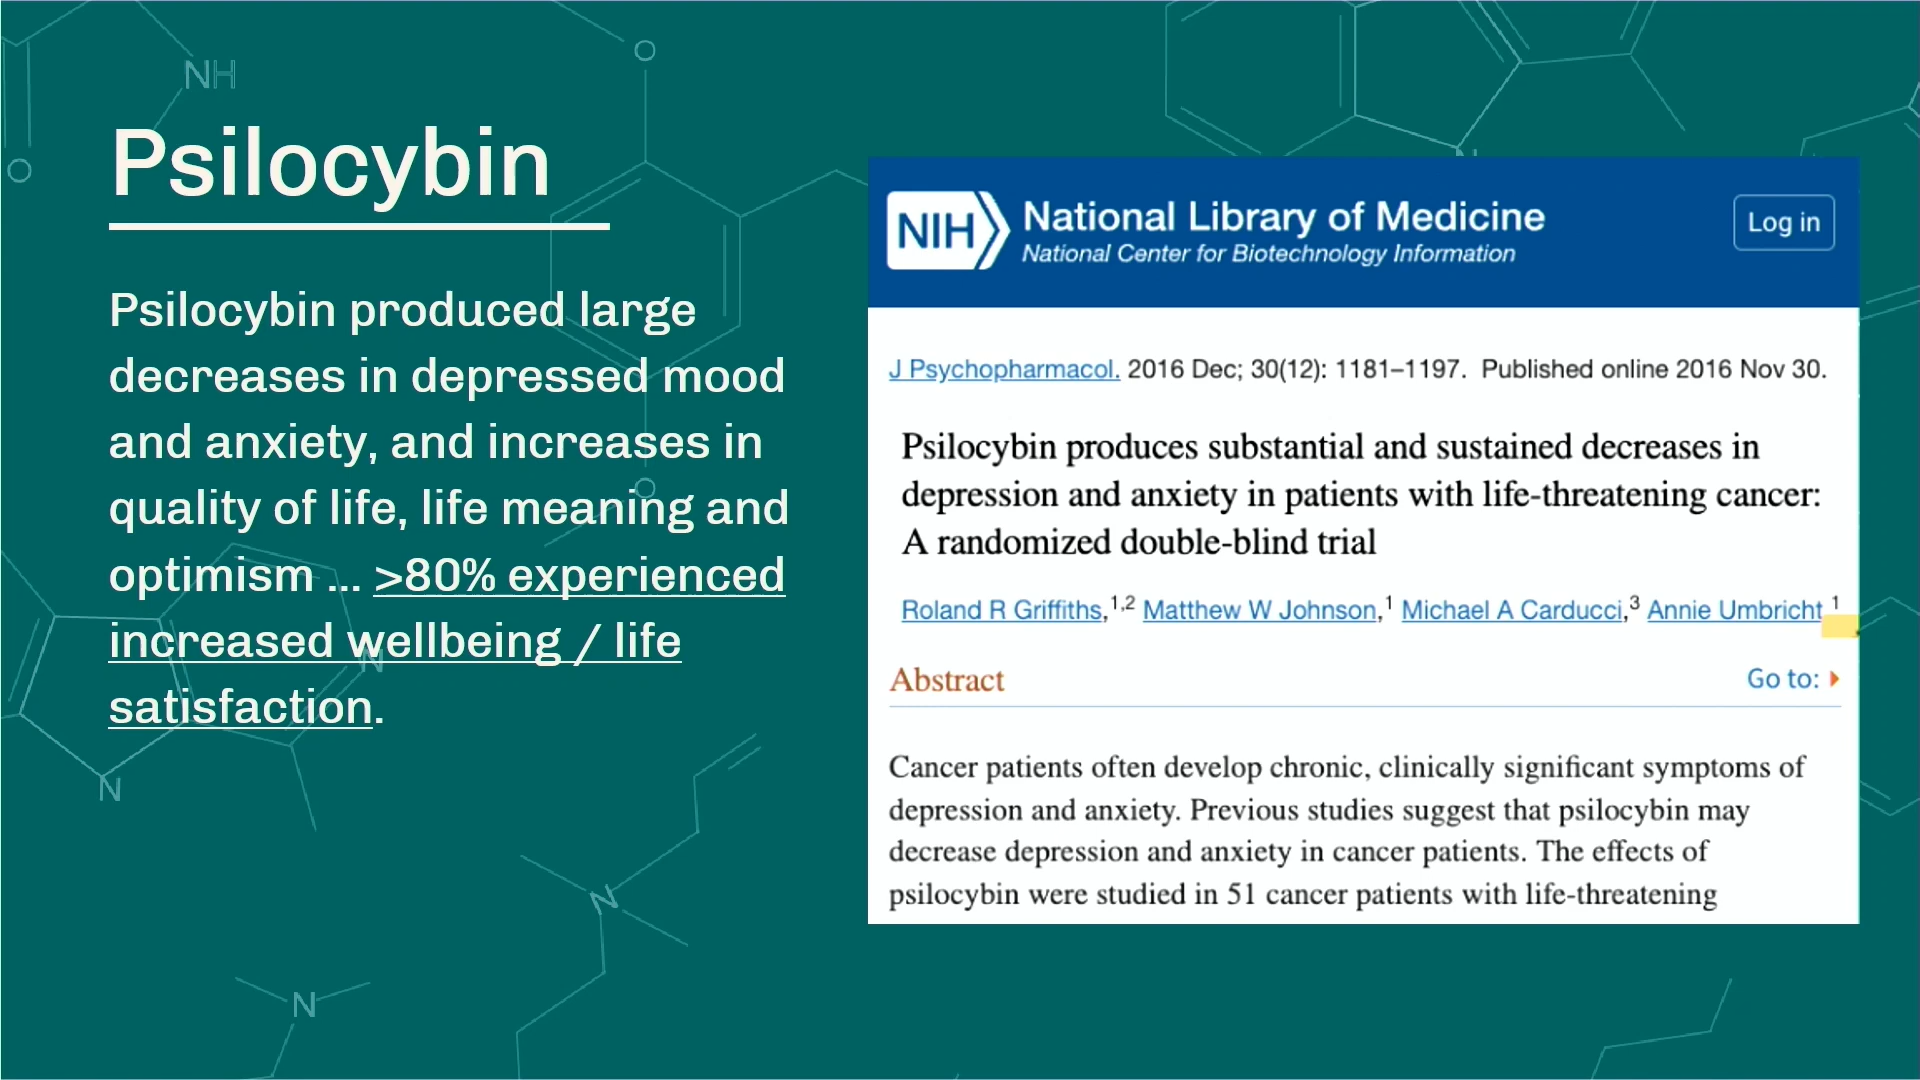 NH
O
O
Psilocybin
Psilocybin produced large
decreases in depressed mood
and anxiety, and increases in
quality of life, life meaning and
optimism ... >80% experienced
increased wellbeing / life
satisfaction.
O
N
N
N
N
NIH National Library of Medicine
National Center for Biotechnology Information
Log in
J Psychopharmacol. 2016 Dec; 30(12): 1181–1197. Published online 2016 Nov 30.
Psilocybin produces substantial and sustained decreases in
depression and anxiety in patients with life-threatening cancer:
A randomized double-blind trial
Roland R Griffiths,1,2 Matthew W Johnson,1 Michael A Carducci,3 Annie Umbricht 1
Abstract
Go to:
Cancer patients often develop chronic, clinically significant symptoms of
depression and anxiety. Previous studies suggest that psilocybin may
decrease depression and anxiety in cancer patients. The effects of
psilocybin were studied in 51 cancer patients with life-threatening